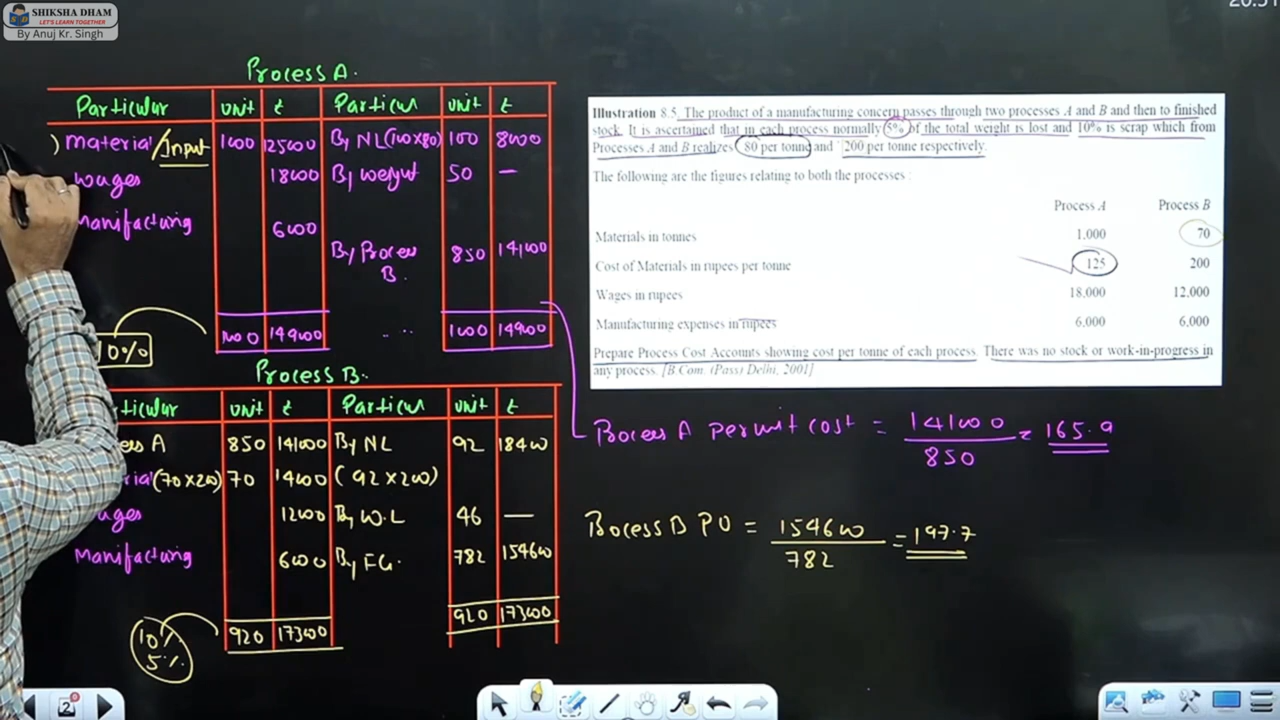 SHIKSHA DHAM
LET'S LEARN TOGETHER
By Anuj Kr. Singh
Process A.
Particular unit ₹ Particur unit ₹
) Material/Input 1000 125000 By NL(100x80) 100 8000
Wages 18000 By weight 50 —
Manifacturing 6000
By Process B. 850 141000
1000 149000 1000 149000
10%
Illustration 8.5. The product of a manufacturing concern passes through two processes A and B and then to finished
stock. It is ascertained that in each process normally 5% of the total weight is lost and 10% is scrap which from
Processes A and B realizes 80 per tonne and 200 per tonne respectively.
The following are the figures relating to both the processes :
Process A Process B
Materials in tonnes 1,000 70
Cost of Materials in rupees per tonne 125 200
Wages in rupees 18,000 12,000
Manufacturing expenses in rupees 6,000 6,000
Prepare Process Cost Accounts showing cost per tonne of each process. There was no stock or work-in-progress in
any process. [B.Com. (Pass) Delhi, 2001]
Process B.
unit ₹ Particur unit ₹
A 850 141000 By NL 92 18400
(70x200) 70 14000 (92x200)
12000 By W.L 46 —
Manifacturing 6000 By FG. 782 154600
920 173000 920 173000
10%
5%
Process A per unit cost = 141000 / 850 = 165.9
Process B PU = 154600 / 782 = 197.7
2